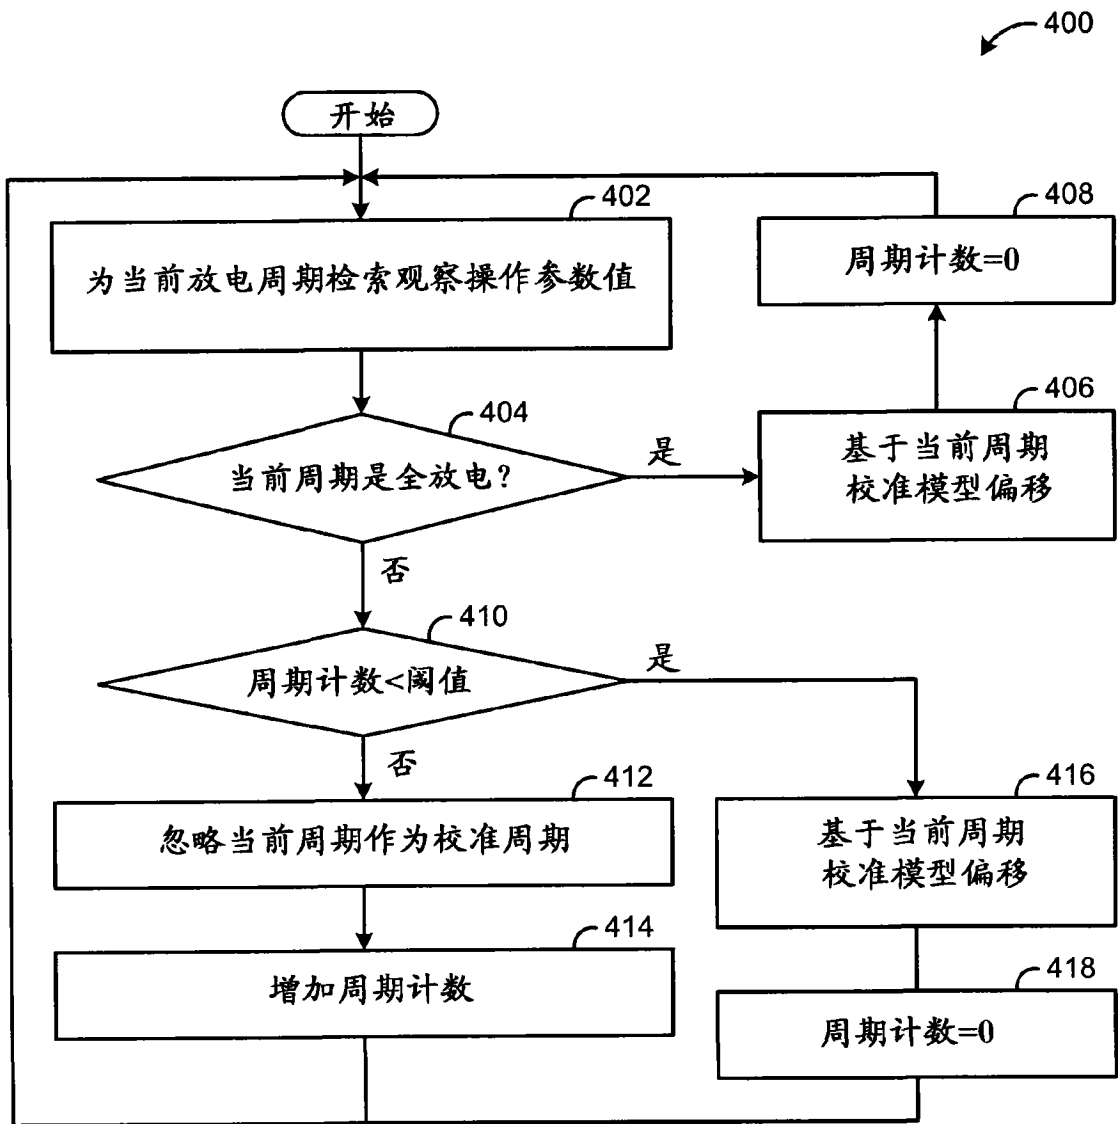 400
开始
402
为当前放电周期检索观察操作参数值
408
周期计数=0
404
当前周期是全放电?
是
406
基于当前周期
校准模型偏移
否
410
周期计数<阈值
是
否
412
忽略当前周期作为校准周期
416
基于当前周期
校准模型偏移
414
增加周期计数
418
周期计数=0